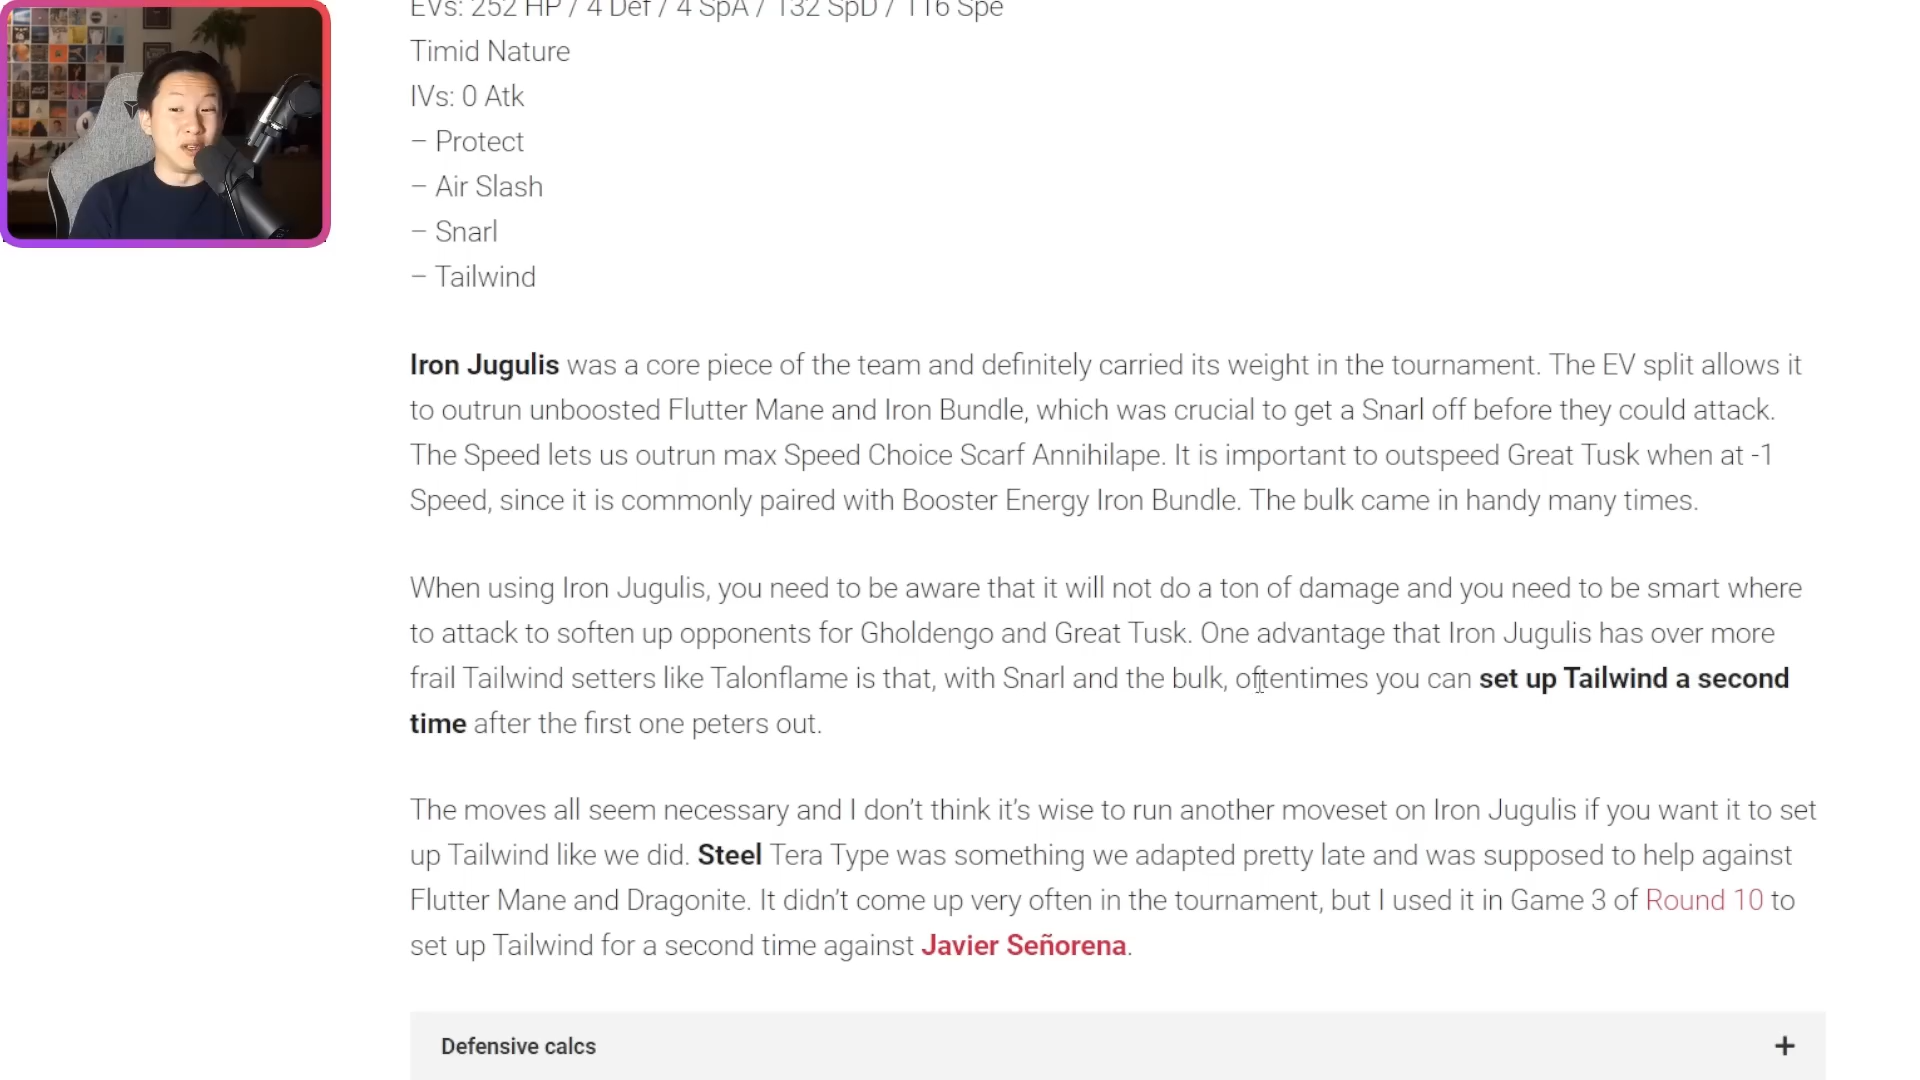 EVs: 252 HP / 4 Def / 4 SpA / 132 SpD / 116 Spe
Timid Nature
IVs: 0 Atk
– Protect
– Air Slash
– Snarl
– Tailwind
Iron Jugulis was a core piece of the team and definitely carried its weight in the tournament. The EV split allows it
to outrun unboosted Flutter Mane and Iron Bundle, which was crucial to get a Snarl off before they could attack.
The Speed lets us outrun max Speed Choice Scarf Annihilape. It is important to outspeed Great Tusk when at -1
Speed, since it is commonly paired with Booster Energy Iron Bundle. The bulk came in handy many times.
When using Iron Jugulis, you need to be aware that it will not do a ton of damage and you need to be smart where
to attack to soften up opponents for Gholdengo and Great Tusk. One advantage that Iron Jugulis has over more
frail Tailwind setters like Talonflame is that, with Snarl and the bulk, oftentimes you can set up Tailwind a second
time after the first one peters out.
The moves all seem necessary and I don’t think it’s wise to run another moveset on Iron Jugulis if you want it to set
up Tailwind like we did. Steel Tera Type was something we adapted pretty late and was supposed to help against
Flutter Mane and Dragonite. It didn’t come up very often in the tournament, but I used it in Game 3 of Round 10 to
set up Tailwind for a second time against Javier Señorena.
Defensive calcs +